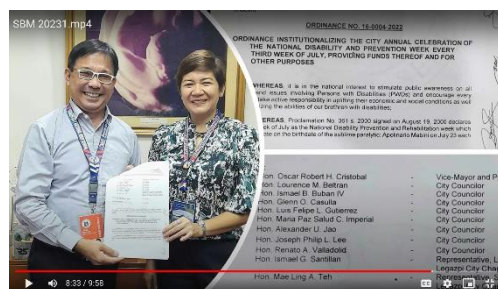 SBM 20231.mp4
ORDINANCE NO. 16-0004-2022
ORDINANCE INSTITUTIONALIZING THE CITY ANNUAL CELEBRATION OF
THE NATIONAL DISABILITY AND PREVENTION WEEK EVERY
THIRD WEEK OF JULY, PROVIDING FUNDS THEREOF AND FOR
OTHER PURPOSES
WHEREAS, it is in the national interest to stimulate public awareness on all
and issues involving Persons with Disabilities (PWDs) and encourage every
take active responsibility in uplifting their economic and social conditions as well
the abilities of our brethren with disabilities;
EREAS, Proclamation No. 361 s. 2000 signed on August 19, 2000 declares
ek of July as the National Disability Prevention and Rehabilitation week which
on the birthdate of the sublime paralytic Apolinario Mabini on July 23 each
Hon. Oscar Robert H. Cristobal - Vice-Mayor and P
Hon. Lourence M. Beltran - City Councilor
Hon. Ismael B. Buban IV - City Councilor
Hon. Glenn O. Casulla - City Councilor
Hon. Luis Felipe L. Gutierrez - City Councilor
Hon. Maria Paz Salud C. Imperial - City Councilor
Hon. Alexander U. Jao - City Councilor
Hon. Joseph Philip L. Lee - City Councilor
Hon. Renato A. Valladolid - City Councilor
Hon. Ismael G. Santillan - Representative, L
Legazpi City Chap
Hon. Mae Ling A. Teh - Representative, S
Legazpi City
8:33 / 9:58